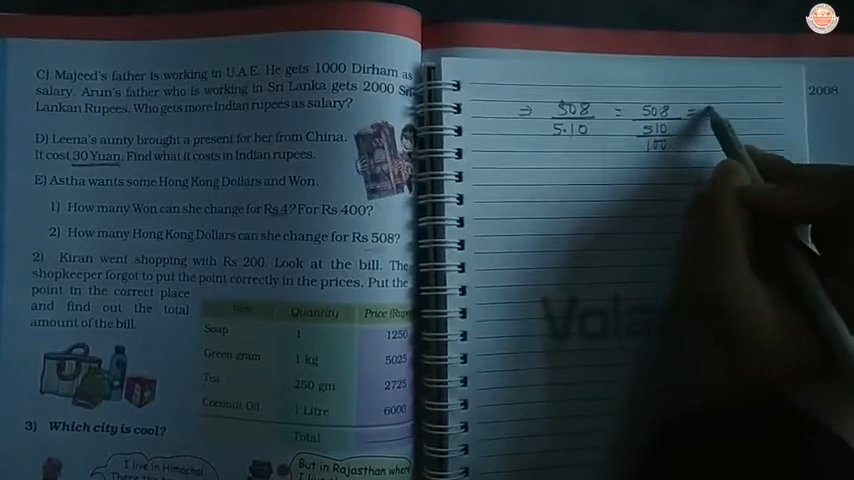 C) Majeed's father is working in U.A.E. He gets 1000 Dirham as
salary. Arun's father who is working in Sri Lanka gets 2000 Sri
Lankan Rupees. Who gets more Indian rupees as salary?
D) Leena's aunty brought a present for her from China.
It cost 30 Yuan. Find what it costs in Indian rupees.
E) Astha wants some Hong Kong Dollars and Won.
1) How many Won can she change for Rs 4? For Rs 400?
2) How many Hong Kong Dollars can she change for Rs 508?
2) Kiran went shopping with Rs 200. Look at the bill. The
shopkeeper forgot to put the point correctly in the prices. Put the
point in the correct place
and find out the total
amount of the bill.
Item Quantity Price (Rupe
Soap 1 1250
Green gram 1 kg 5025
Tea 250 gm 2725
Coconut Oil 1 Litre 6000
Total
3) Which city is cool?
I live in Himachal
But in Rajasthan where
⇒ 508 / 5.10 = 508 / 510 / 100 =
2008.